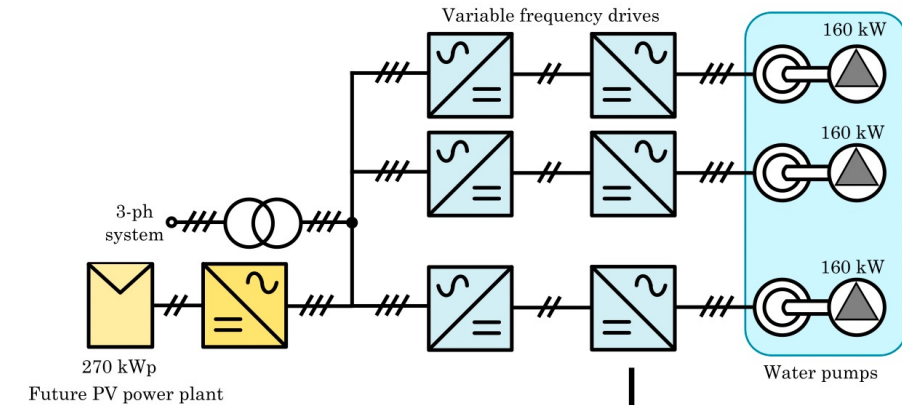 Variable frequency drives
160 kW
160 kW
3-ph
system
160 kW
270 kWp
Future PV power plant
Water pumps